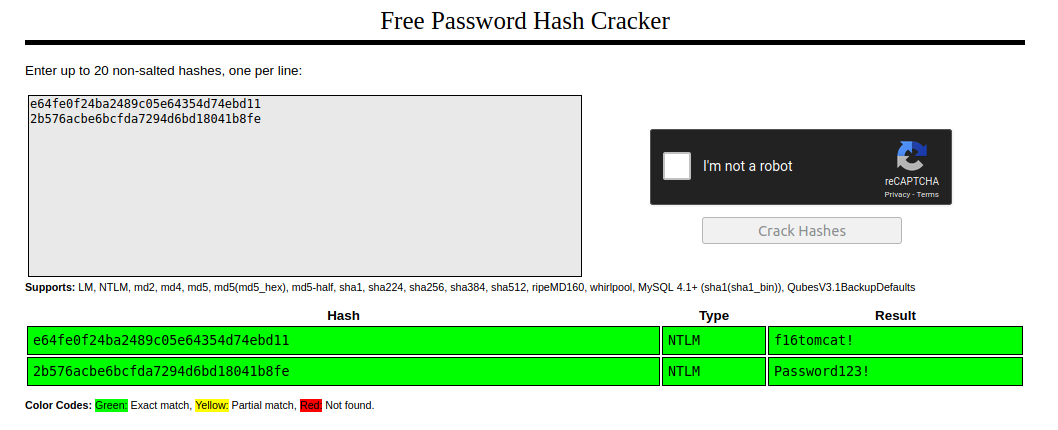 Free Password Hash Cracker
Enter up to 20 non-salted hashes, one per line:
e64fe0f24ba2489c05e64354d74ebd11
2b576acbe6bcfda7294d6bd18041b8fe
I'm not a robot
reCAPTCHA
Privacy - Terms
Crack Hashes
Supports: LM, NTLM, md2, md4, md5, md5(md5_hex), md5-half, sha1, sha224, sha256, sha384, sha512, ripeMD160, whirlpool, MySQL 4.1+ (sha1(sha1_bin)), QubesV3.1BackupDefaults
Hash Type Result
e64fe0f24ba2489c05e64354d74ebd11 NTLM f16tomcat!
2b576acbe6bcfda7294d6bd18041b8fe NTLM Password123!
Color Codes: Green: Exact match, Yellow: Partial match, Red: Not found.